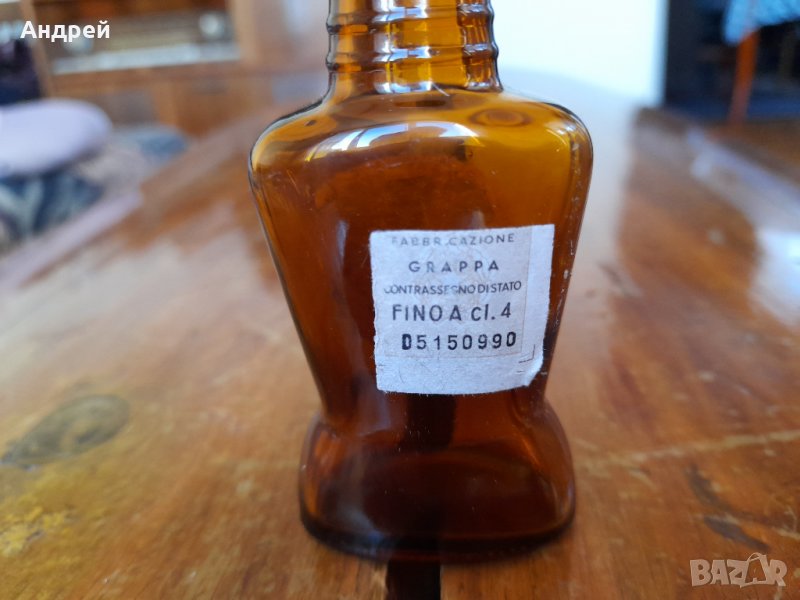 Андрей
FABBRICAZIONE
GRAPPA
CONTRASSEGNO DI STATO
FINO A cl. 4
D5150990
BAZAR